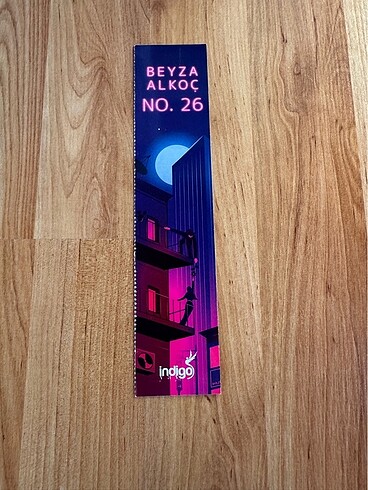 BEYZA
ALKOÇ
NO. 26
indigo